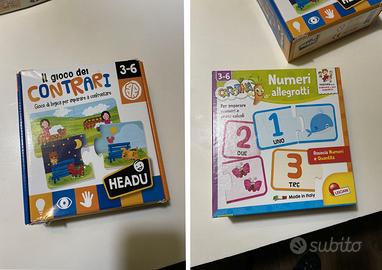 il gioco dei
CONTRARI
3-6
Gioco di logica per imparare a confrontare
HEADU
3-6
Numeri
allegrotti
Per imparare
numeri e
primi calcoli
1
UNO
2
DUE
3
TRE
Associa Numeri
e Quantità
Made in Italy
LISCIANI
subito